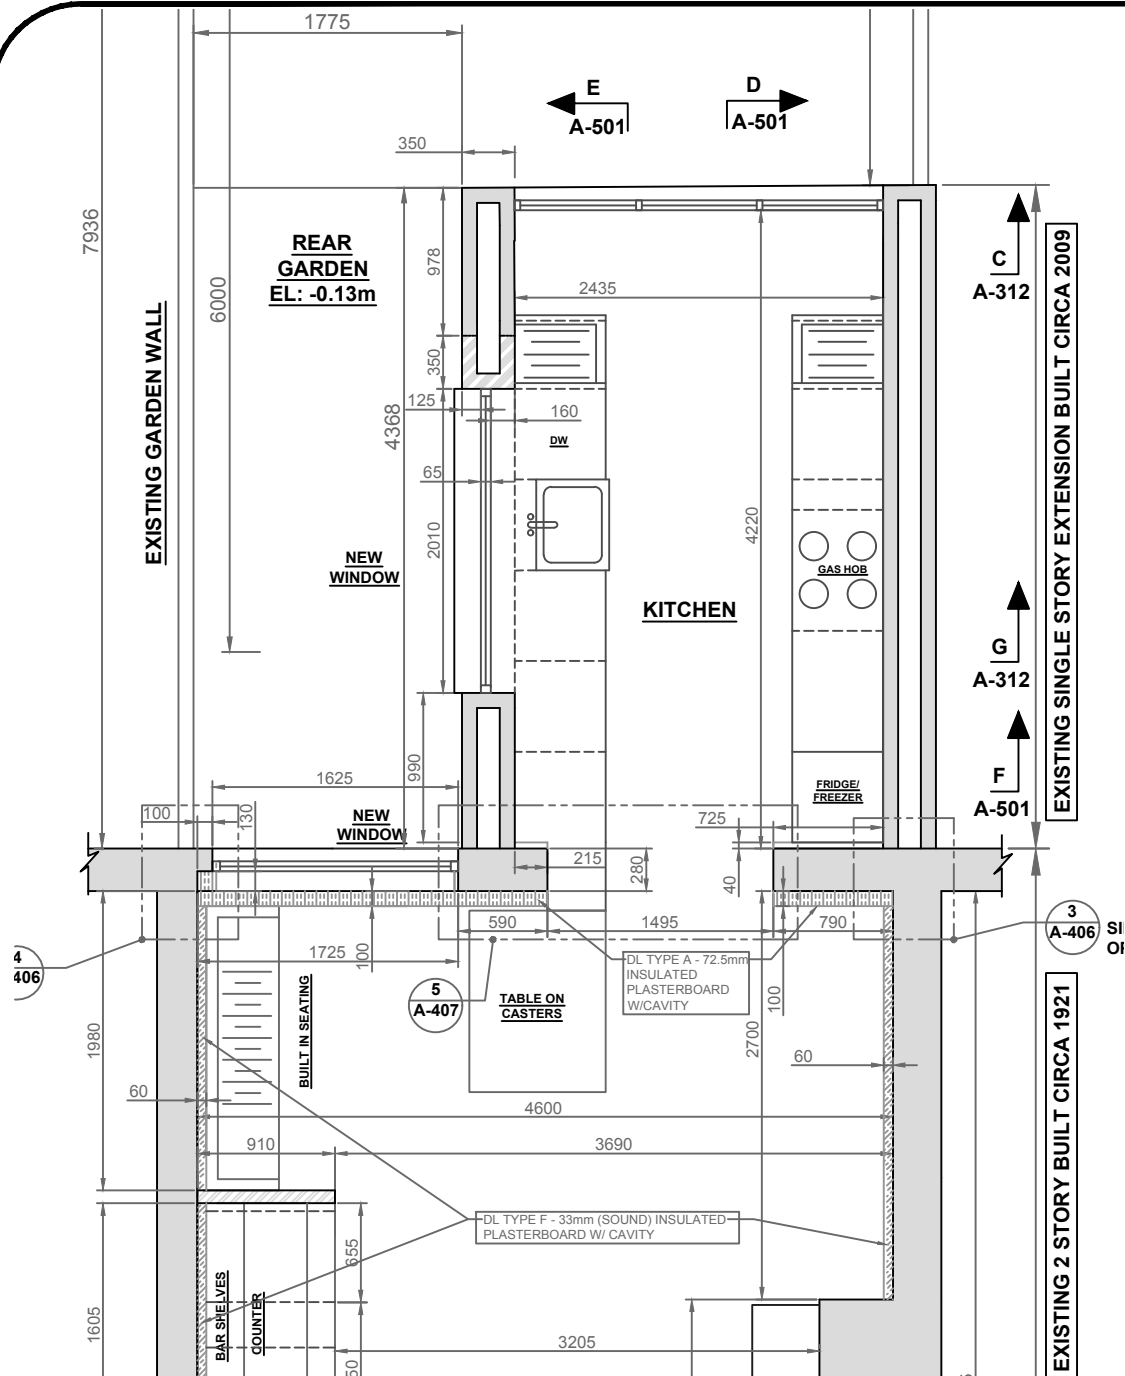 1775
E
A-501
D
A-501
350
7936
6000
REAR
GARDEN
EL: -0.13m
978
C
A-312
2435
EXISTING GARDEN WALL
EXISTING SINGLE STORY EXTENSION BUILT CIRCA 2009
350
125
160
4368
DW
65
2010
4220
NEW
WINDOW
GAS HOB
KITCHEN
G
A-312
990
1625
FRIDGE/
FREEZER
F
A-501
100
130
NEW
WINDOW
725
215
280
40
590
1495
790
3
A-406
1725
100
4
406
5
A-407
TABLE ON
CASTERS
DL TYPE A - 72.5mm
INSULATED
PLASTERBOARD
W/CAVITY
100
2700
BUILT IN SEATING
1980
60
60
4600
910
3690
EXISTING 2 STORY BUILT CIRCA 1921
DL TYPE F - 33mm (SOUND) INSULATED
PLASTERBOARD W/ CAVITY
655
1605
BAR SHELVES
COUNTER
3205
50